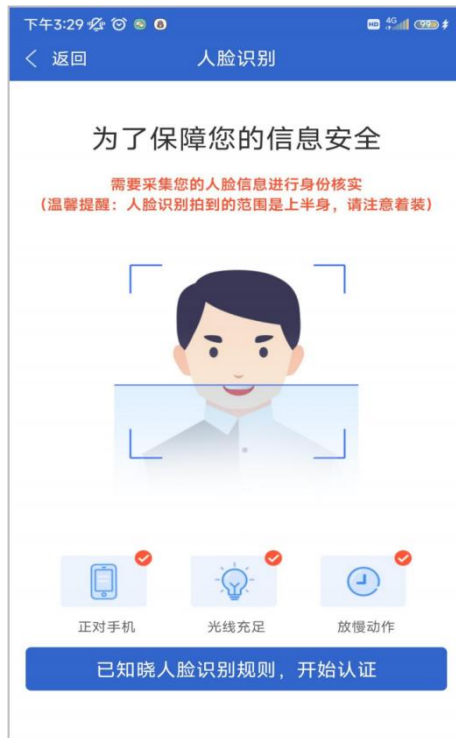 下午3:29
HD 4G 99
返回 人脸识别
为了保障您的信息安全
需要采集您的人脸信息进行身份核实
(温馨提醒：人脸识别拍到的范围是上半身，请注意着装)
正对手机 光线充足 放慢动作
已知晓人脸识别规则，开始认证